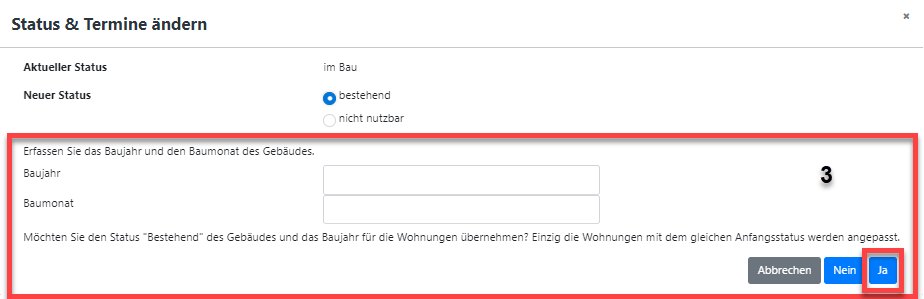 Status & Termine ändern
×
Aktueller Status im Bau
Neuer Status bestehend
nicht nutzbar
Erfassen Sie das Baujahr und den Baumonat des Gebäudes.
Baujahr
3
Baumonat
Möchten Sie den Status "Bestehend" des Gebäudes und das Baujahr für die Wohnungen übernehmen? Einzig die Wohnungen mit dem gleichen Anfangsstatus werden angepasst.
Abbrechen Nein Ja